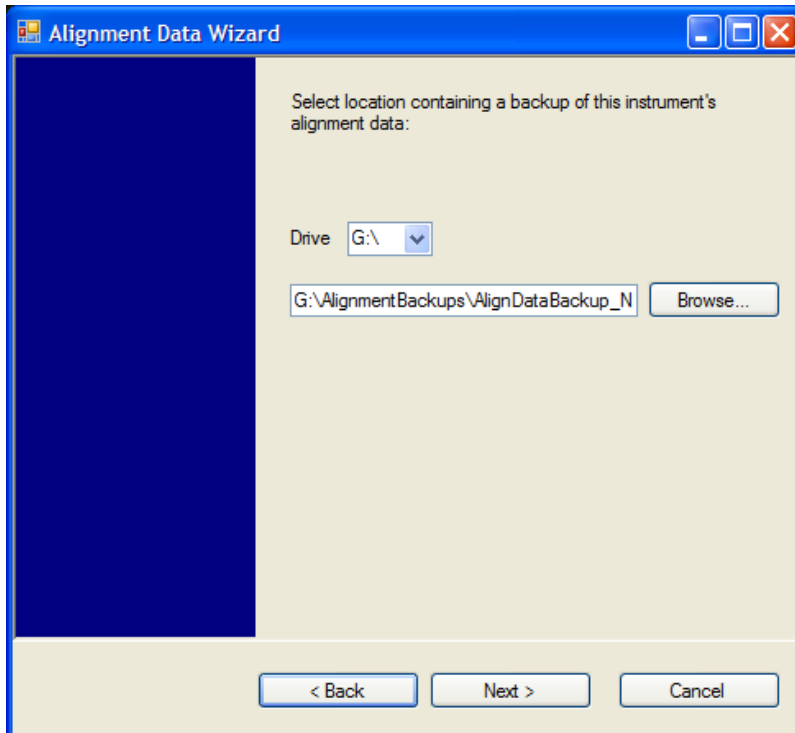 Alignment Data Wizard
Select location containing a backup of this instrument's
alignment data:
Drive G:\
G:\AlignmentBackups\AlignDataBackup_N Browse...
< Back Next > Cancel